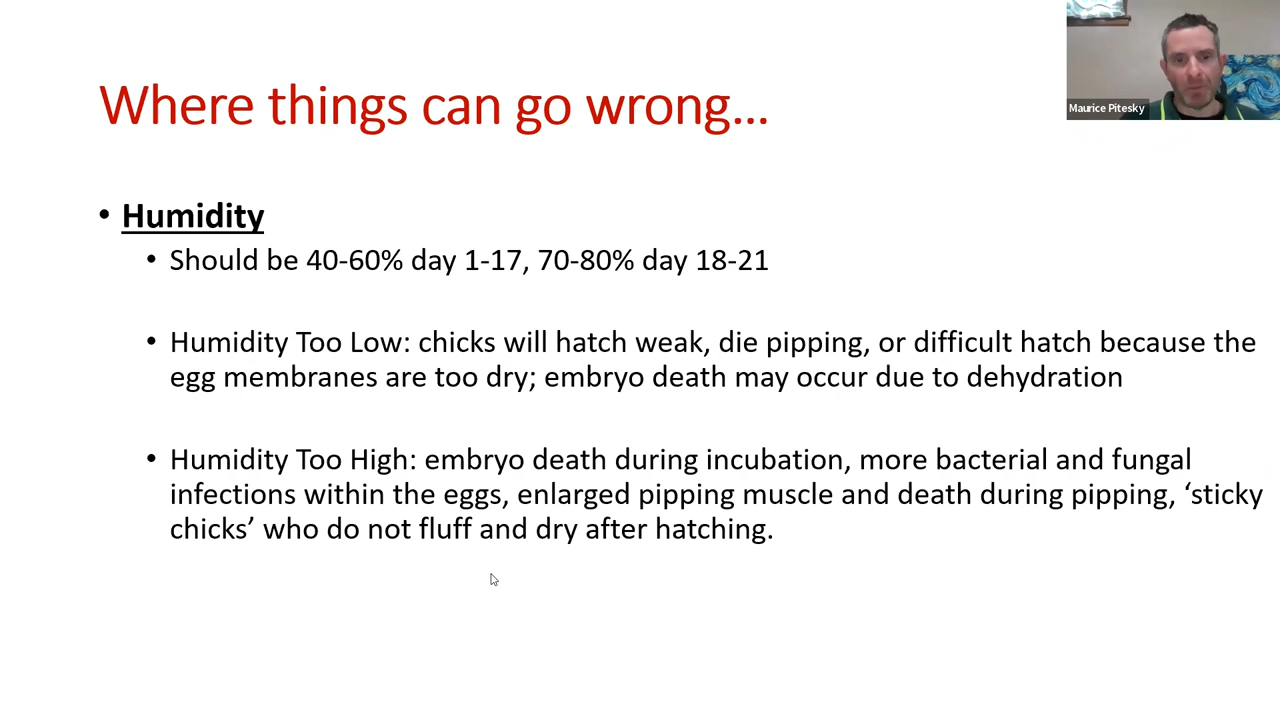 Where things can go wrong...
Maurice Pitesky
• Humidity
• Should be 40-60% day 1-17, 70-80% day 18-21
• Humidity Too Low: chicks will hatch weak, die pipping, or difficult hatch because the
egg membranes are too dry; embryo death may occur due to dehydration
• Humidity Too High: embryo death during incubation, more bacterial and fungal
infections within the eggs, enlarged pipping muscle and death during pipping, ‘sticky
chicks’ who do not fluff and dry after hatching.